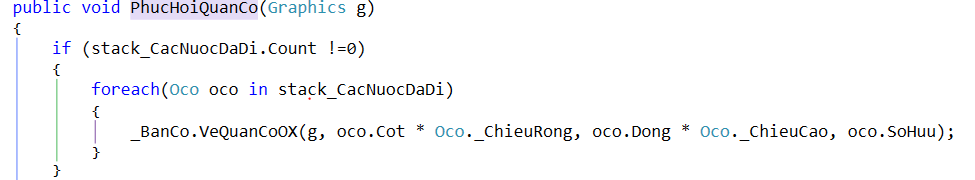 public void PhucHoiQuanCo(Graphics g)
{
if (stack_CacNuocDaDi.Count !=0)
{
foreach(Oco oco in stack_CacNuocDaDi)
{
_BanCo.VeQuanCoOX(g, oco.Cot * Oco._ChieuRong, oco.Dong * Oco._ChieuCao, oco.SoHuu);
}
}